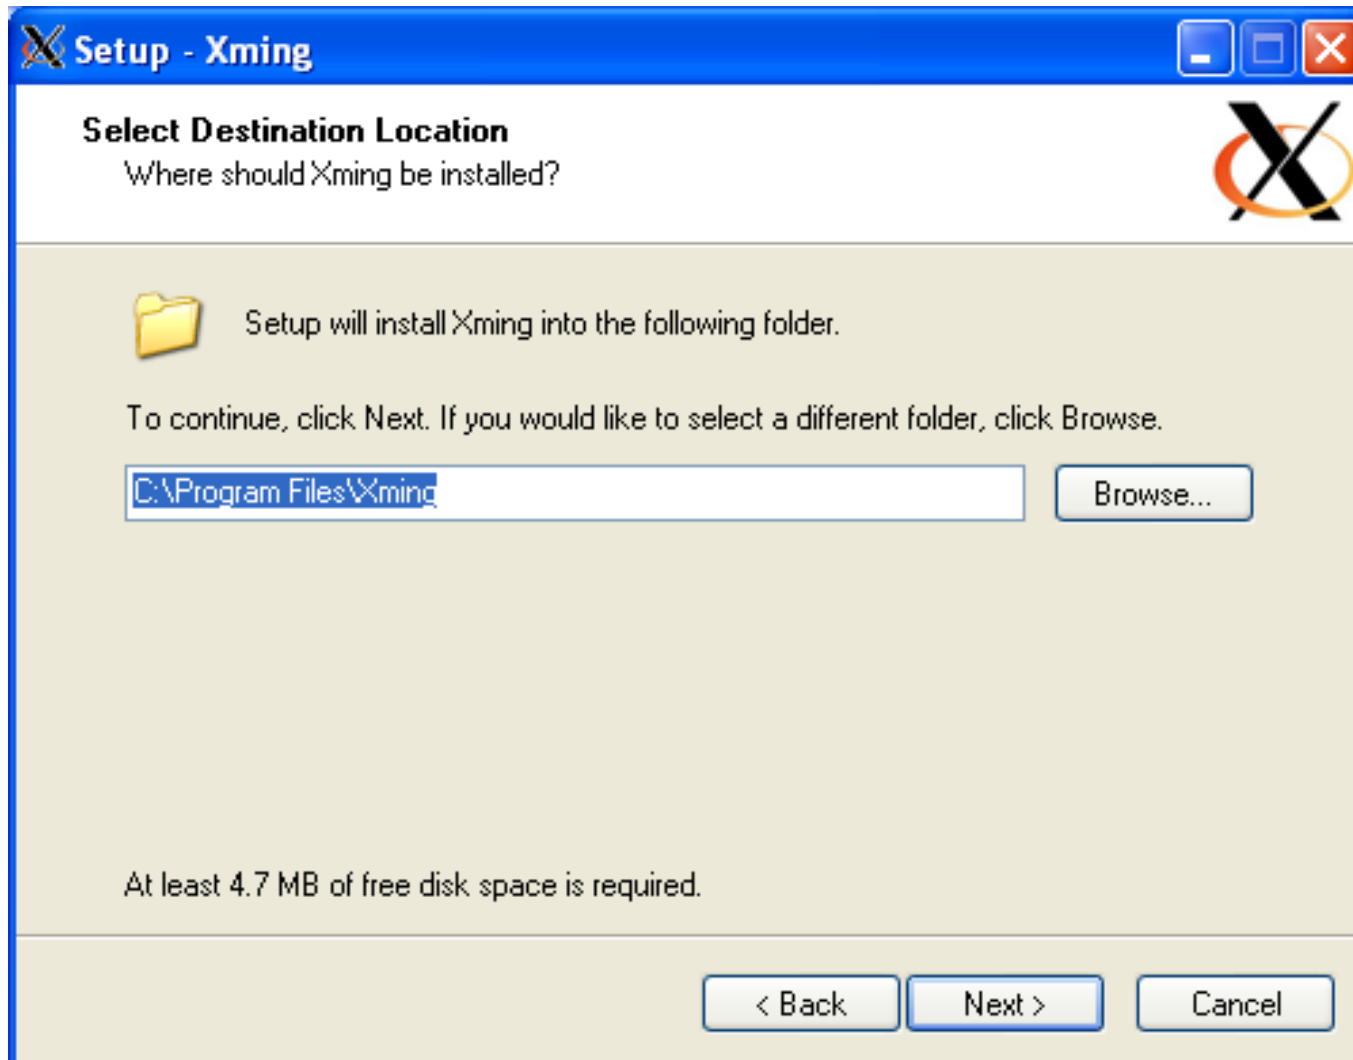 Setup - Xming
Select Destination Location
Where should Xming be installed?
Setup will install Xming into the following folder.
To continue, click Next. If you would like to select a different folder, click Browse.
C:\Program Files\Xming
Browse...
At least 4.7 MB of free disk space is required.
< Back
Next >
Cancel